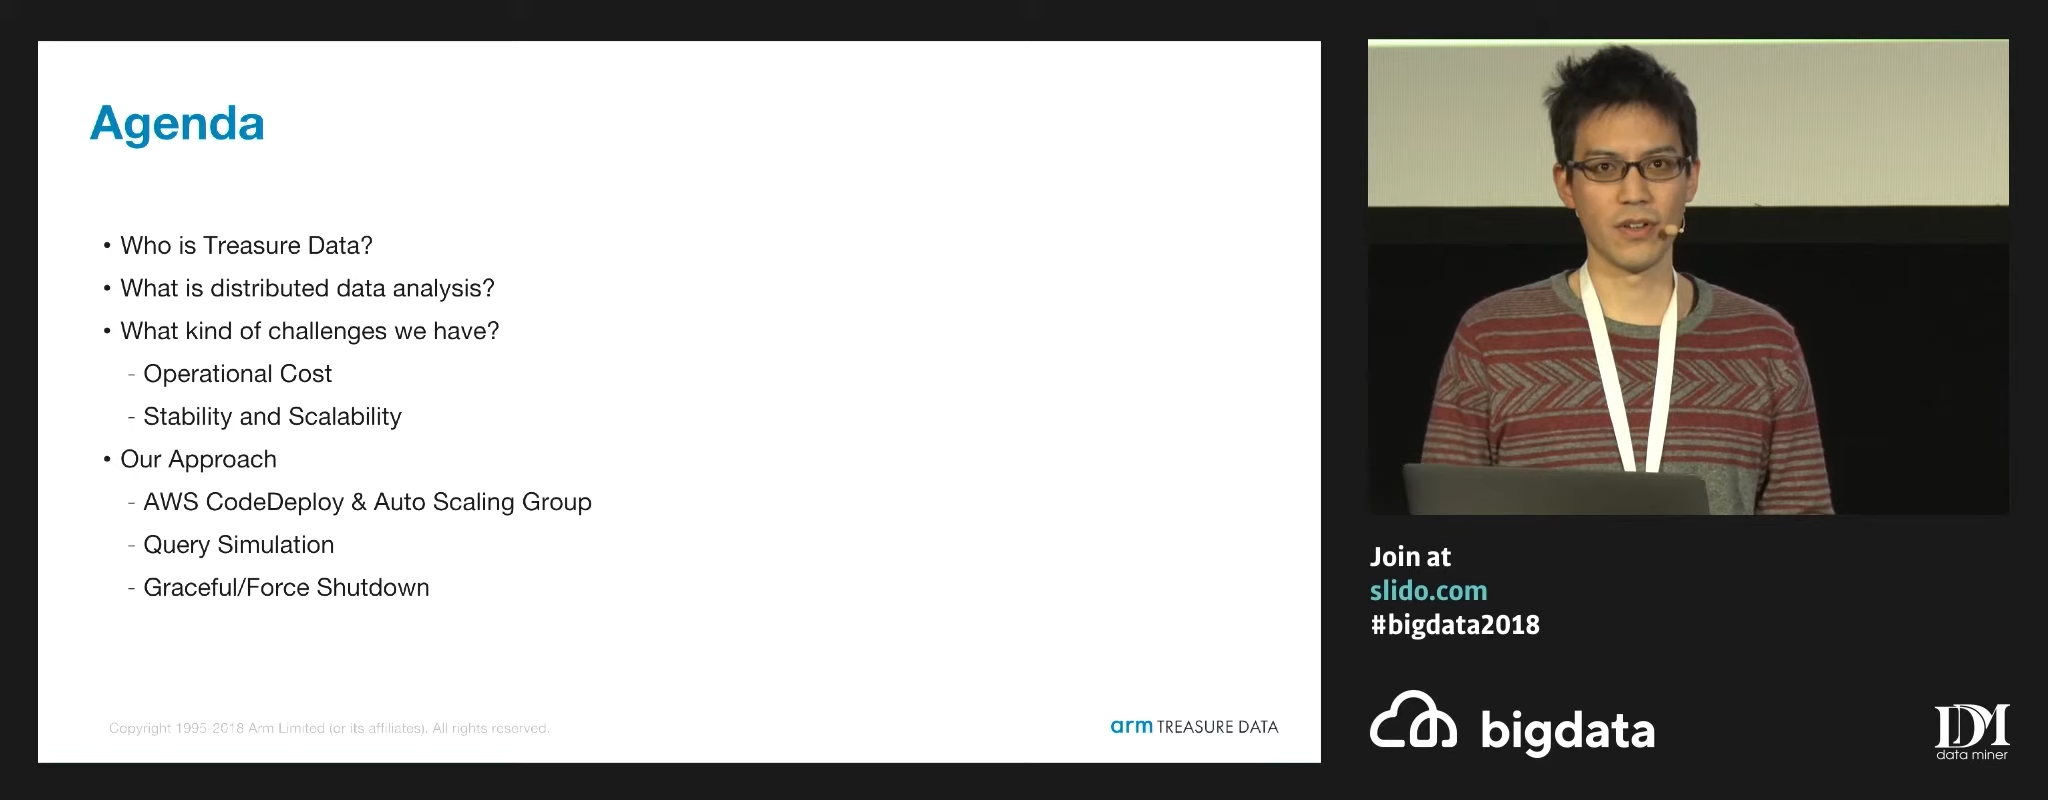 Agenda
• Who is Treasure Data?
• What is distributed data analysis?
• What kind of challenges we have?
- Operational Cost
- Stability and Scalability
• Our Approach
- AWS CodeDeploy & Auto Scaling Group
- Query Simulation
- Graceful/Force Shutdown
Copyright 1995-2018 Arm Limited (or its affiliates). All rights reserved.
arm TREASURE DATA
Join at
slido.com
#bigdata2018
bigdata
DM
data miner